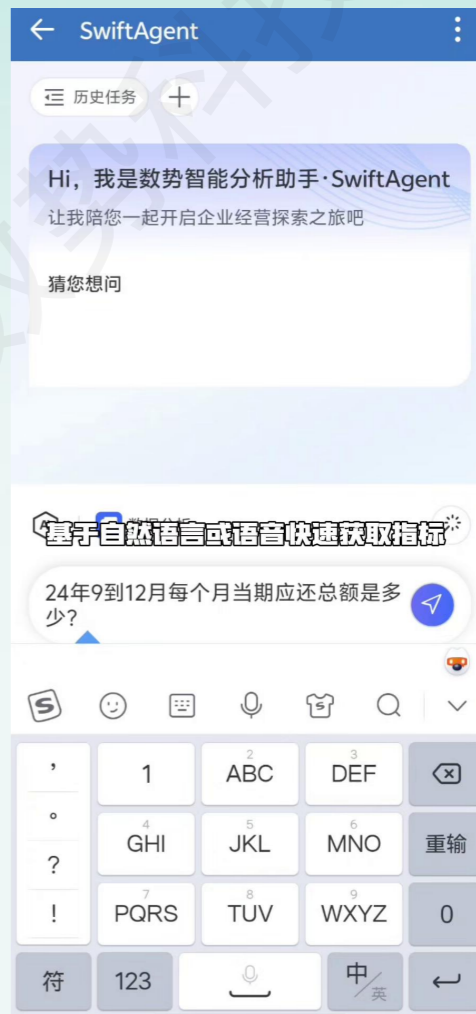 SwiftAgent
历史任务
Hi，我是数势智能分析助手·SwiftAgent
让我陪您一起开启企业经营探索之旅吧
猜您想问
基于自然语言或语音快速获取指标
24年9到12月每个月当期应还总额是多
少?
，
1
2
ABC
3
DEF
。
4
GHI
5
JKL
6
MNO
重输
?
!
7
PQRS
8
TUV
9
WXYZ
0
符
123
中/英
数势科技